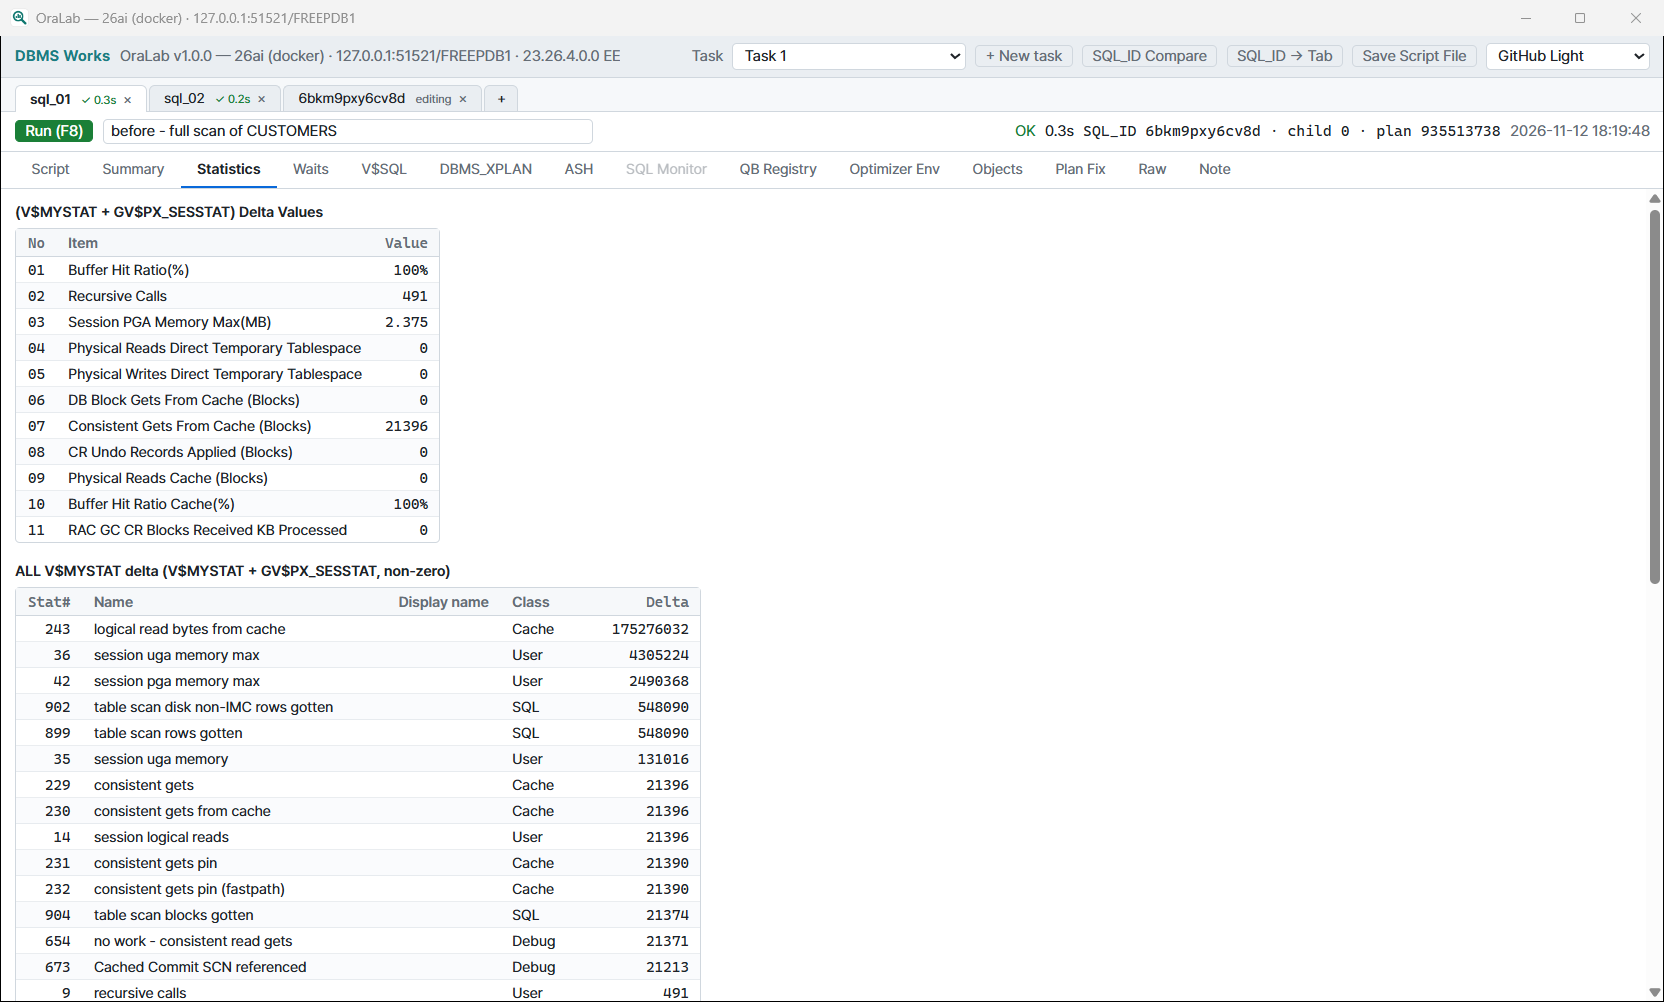 OraLab — 26ai (docker) · 127.0.0.1:51521/FREEPDB1
DBMS Works OraLab v1.0.0 — 26ai (docker) · 127.0.0.1:51521/FREEPDB1 · 23.26.4.0.0 EE Task Task 1 + New task SQL_ID Compare SQL_ID → Tab Save Script File GitHub Light
sql_01 ✓ 0.3s × sql_02 ✓ 0.2s × 6bkm9pxy6cv8d editing × +
Run (F8) before - full scan of CUSTOMERS OK 0.3s SQL_ID 6bkm9pxy6cv8d · child 0 · plan 935513738 2026-11-12 18:19:48
Script Summary Statistics Waits V$SQL DBMS_XPLAN ASH SQL Monitor QB Registry Optimizer Env Objects Plan Fix Raw Note
(V$MYSTAT + GV$PX_SESSTAT) Delta Values
No Item Value
01 Buffer Hit Ratio(%) 100%
02 Recursive Calls 491
03 Session PGA Memory Max(MB) 2.375
04 Physical Reads Direct Temporary Tablespace 0
05 Physical Writes Direct Temporary Tablespace 0
06 DB Block Gets From Cache (Blocks) 0
07 Consistent Gets From Cache (Blocks) 21396
08 CR Undo Records Applied (Blocks) 0
09 Physical Reads Cache (Blocks) 0
10 Buffer Hit Ratio Cache(%) 100%
11 RAC GC CR Blocks Received KB Processed 0
ALL V$MYSTAT delta (V$MYSTAT + GV$PX_SESSTAT, non-zero)
Stat# Name Display name Class Delta
243 logical read bytes from cache Cache 175276032
36 session uga memory max User 4305224
42 session pga memory max User 2490368
902 table scan disk non-IMC rows gotten SQL 548090
899 table scan rows gotten SQL 548090
35 session uga memory User 131016
229 consistent gets Cache 21396
230 consistent gets from cache Cache 21396
14 session logical reads User 21396
231 consistent gets pin Cache 21390
232 consistent gets pin (fastpath) Cache 21390
904 table scan blocks gotten SQL 21374
654 no work - consistent read gets Debug 21371
673 Cached Commit SCN referenced Debug 21213
9 recursive calls User 491